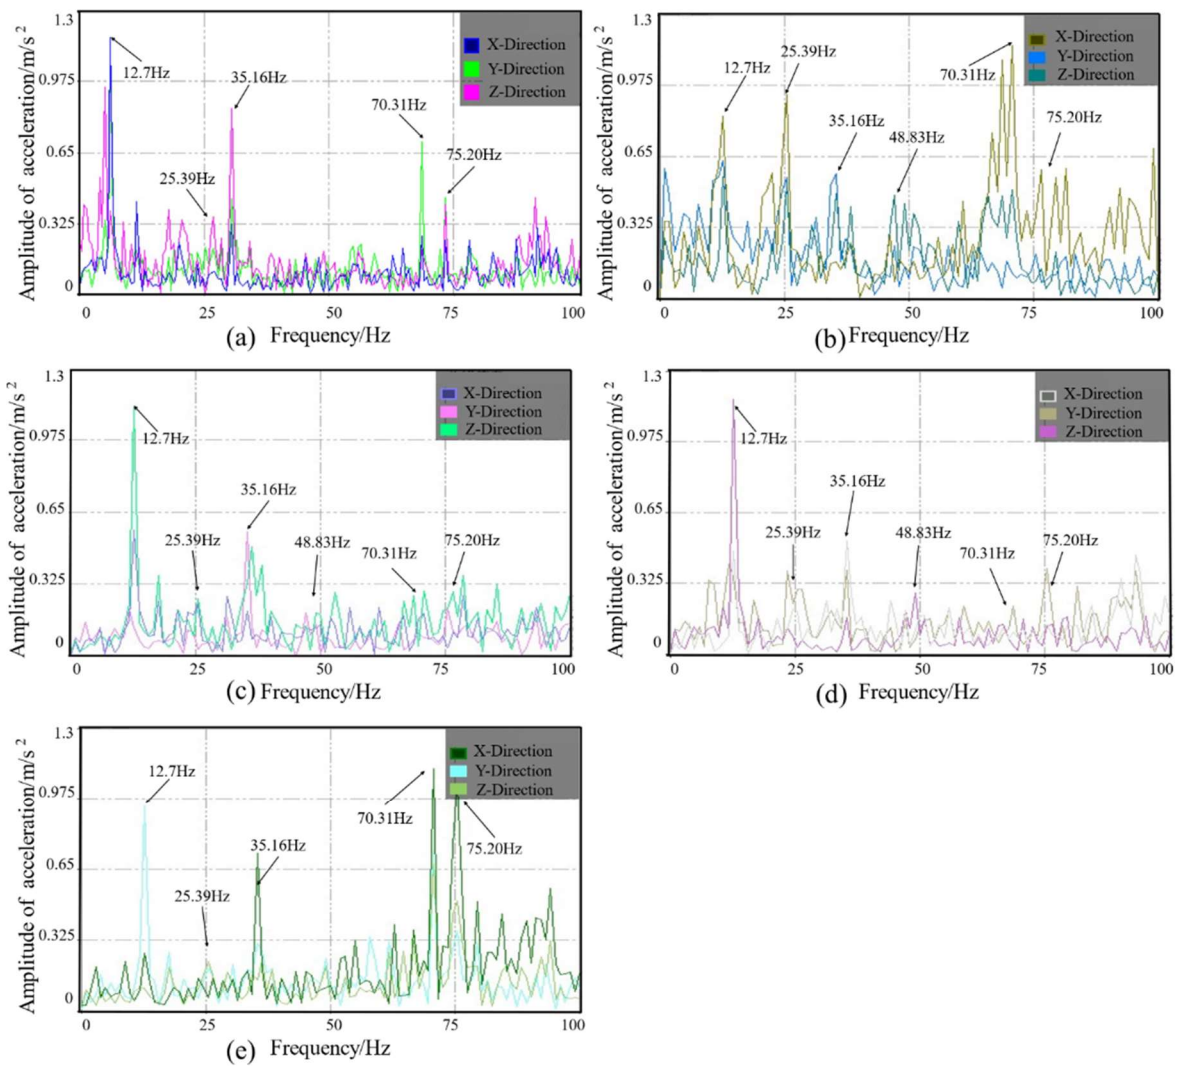 1.3
0.975
0.65
0.325
0
Amplitude of acceleration/m/s 2
X-Direction
Y-Direction
Z-Direction
12.7Hz
35.16Hz
70.31Hz
25.39Hz
75.20Hz
0 25 50 75 100
(a) Frequency/Hz
1.3
0.975
0.65
0.325
0
Amplitude of acceleration/m/s 2
X-Direction
Y-Direction
Z-Direction
25.39Hz
12.7Hz
70.31Hz
35.16Hz
48.83Hz
75.20Hz
0 25 50 75 100
(b) Frequency/Hz
1.3
0.975
0.65
0.325
0
Amplitude of acceleration/m/s 2
X-Direction
Y-Direction
Z-Direction
12.7Hz
35.16Hz
25.39Hz
48.83Hz
70.31Hz
75.20Hz
0 25 50 75 100
(c) Frequency/Hz
1.3
0.975
0.65
0.325
0
Amplitude of acceleration/m/s 2
X-Direction
Y-Direction
Z-Direction
12.7Hz
35.16Hz
25.39Hz
48.83Hz
70.31Hz
75.20Hz
0 25 50 75 100
(d) Frequency/Hz
1.3
0.975
0.65
0.325
0
Amplitude of acceleration/m/s 2
X-Direction
Y-Direction
Z-Direction
12.7Hz
70.31Hz
35.16Hz
75.20Hz
25.39Hz
0 25 50 75 100
(e) Frequency/Hz